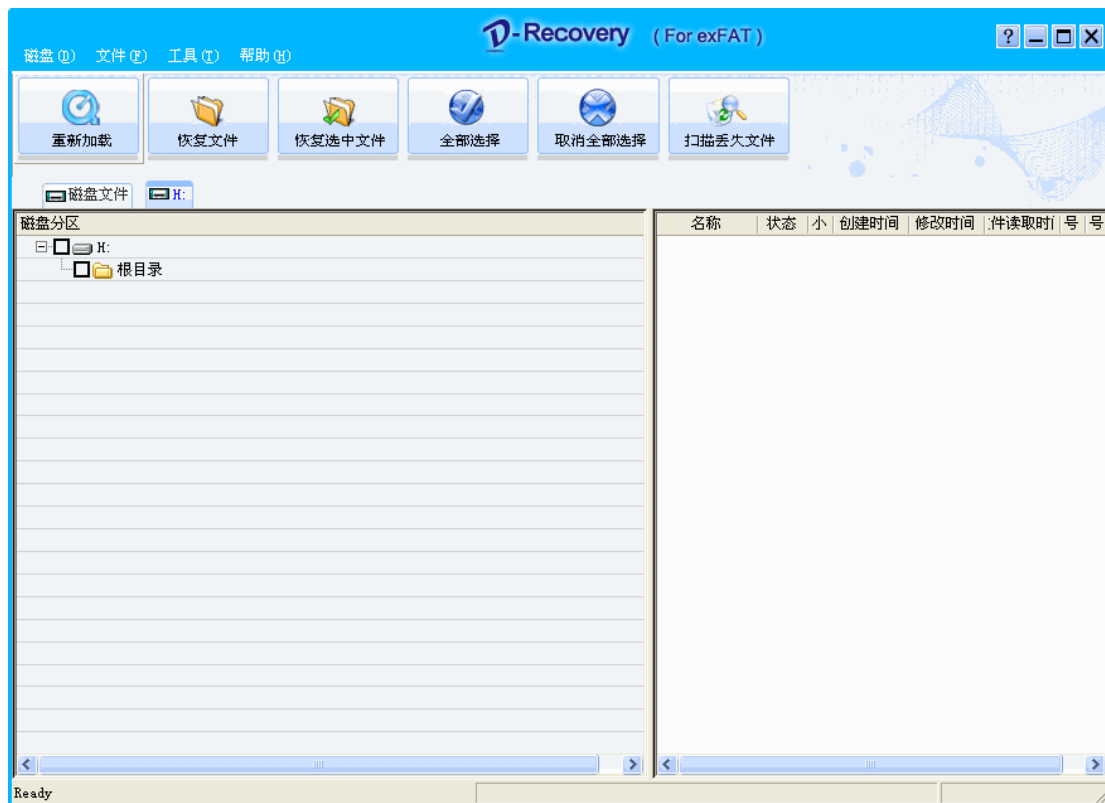 D-Recovery ( For exFAT )
磁盘(D) 文件(F) 工具(T) 帮助(H)
重新加载 恢复文件 恢复选中文件 全部选择 取消全部选择 扫描丢失文件
磁盘文件 H:
磁盘分区
H:
根目录
名称 状态 小 创建时间 修改时间 件读取时 号 号
Ready